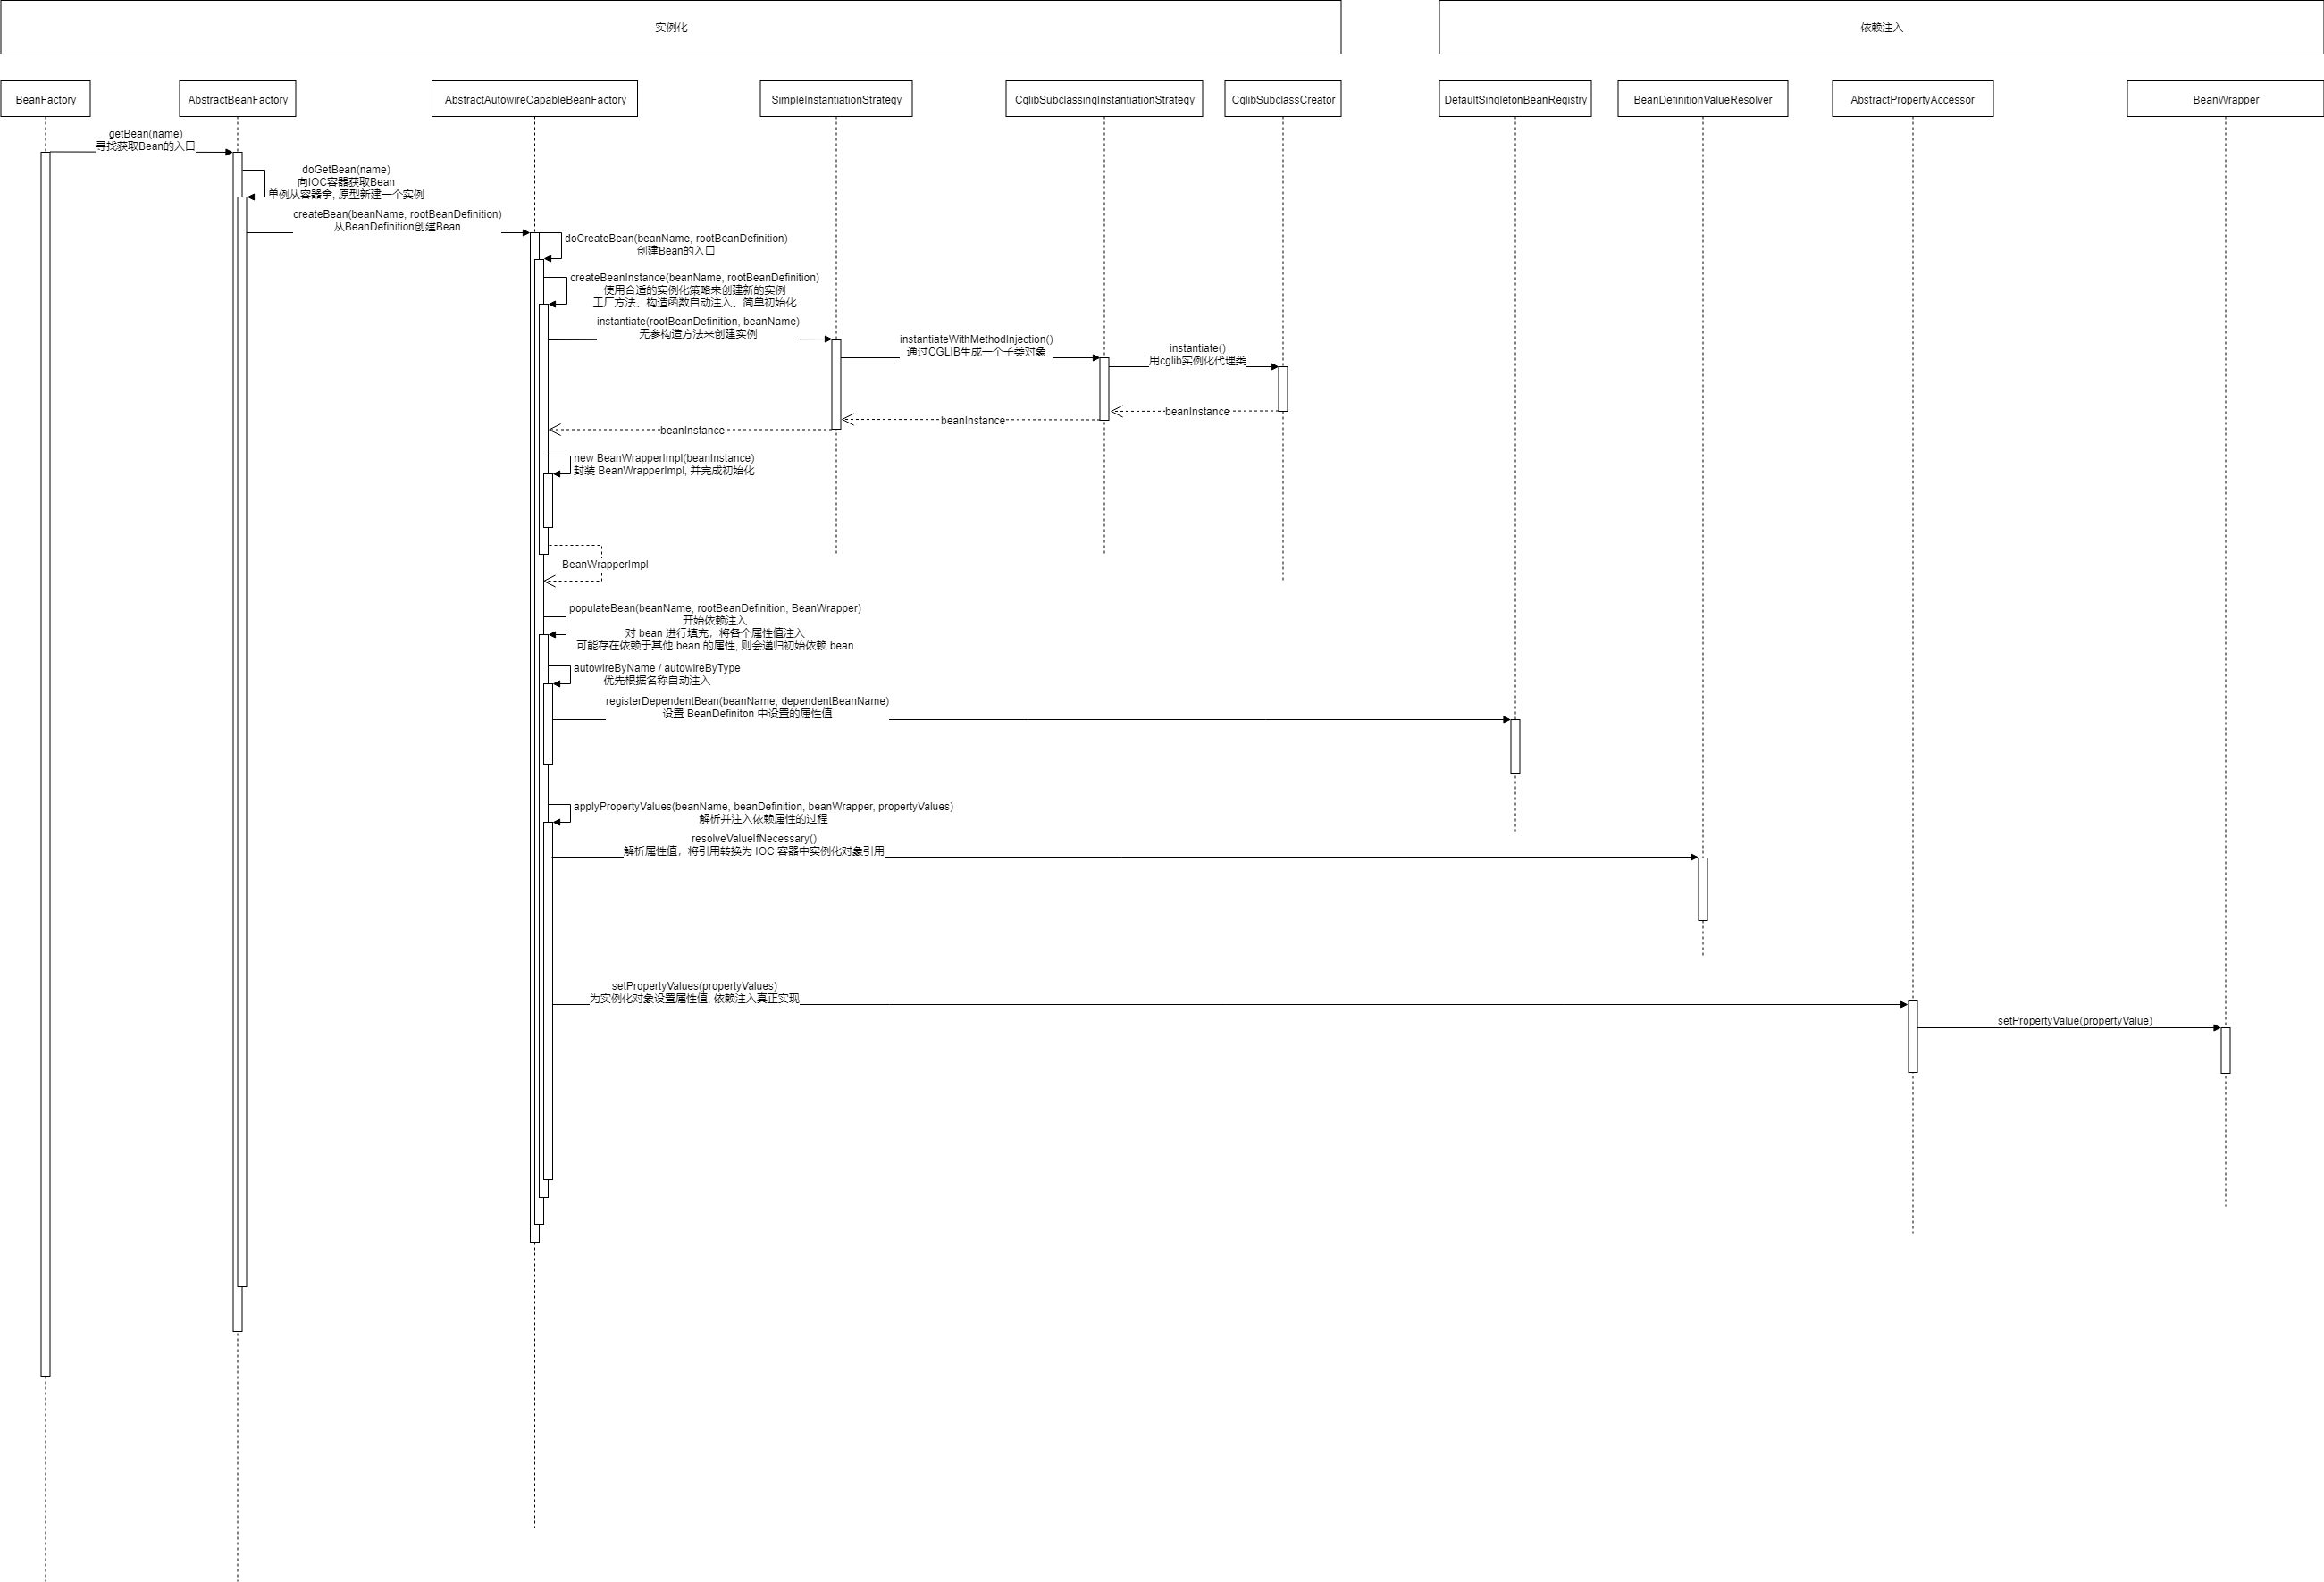 实例化
依赖注入
BeanFactory
AbstractBeanFactory
AbstractAutowireCapableBeanFactory
SimpleInstantiationStrategy
CglibSubclassingInstantiationStrategy
CglibSubclassCreator
DefaultSingletonBeanRegistry
BeanDefinitionValueResolver
AbstractPropertyAccessor
BeanWrapper
getBean(name)
寻找获取Bean的入口
doGetBean(name)
向IOC容器获取Bean
单例从容器拿, 原型新建一个实例
createBean(beanName, rootBeanDefinition)
从BeanDefinition创建Bean
doCreateBean(beanName, rootBeanDefinition)
创建Bean的入口
createBeanInstance(beanName, rootBeanDefinition)
使用合适的实例化策略来创建新的实例
工厂方法、构造函数自动注入、简单初始化
instantiate(rootBeanDefinition, beanName)
无参构造方法来创建实例
instantiateWithMethodInjection()
通过CGLIB生成一个子类对象
instantiate()
用cglib实例化代理类
beanInstance
beanInstance
beanInstance
new BeanWrapperImpl(beanInstance)
封装 BeanWrapperImpl, 并完成初始化
BeanWrapperImpl
populateBean(beanName, rootBeanDefinition, BeanWrapper)
开始依赖注入
对 bean 进行填充，将各个属性值注入
可能存在依赖于其他 bean 的属性, 则会递归初始依赖 bean
autowireByName / autowireByType
优先根据名称自动注入
registerDependentBean(beanName, dependentBeanName)
设置 BeanDefiniton 中设置的属性值
applyPropertyValues(beanName, beanDefinition, beanWrapper, propertyValues)
解析并注入依赖属性的过程
resolveValueIfNecessary()
解析属性值，将引用转换为 IOC 容器中实例化对象引用
setPropertyValues(propertyValues)
为实例化对象设置属性值, 依赖注入真正实现
setPropertyValue(propertyValue)